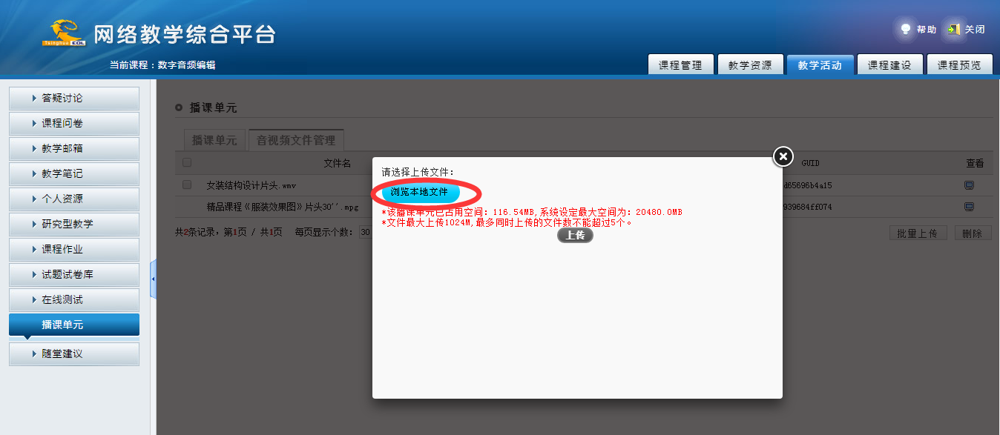 网络教学综合平台
Tsinghua EOL
帮助 关闭
当前课程：数字音频编辑
课程管理 教学资源 教学活动 课程建设 课程预览
答疑讨论
课程问卷
教学邮箱
教学笔记
个人资源
研究型教学
课程作业
试题试卷库
在线测试
播课单元
随堂建议
播课单元
播课单元 音视频文件管理
文件名 GUID 查看
女装结构设计片头.wmv d65696b4a15
精品课程《服装效果图》片头30''.mpg 939684ff074
共2条记录，第1页 / 共1页 每页显示个数：30
批量上传 删除
请选择上传文件：
浏览本地文件
*该播课单元已占用空间：116.54MB,系统设定最大空间为：20480.0MB
*文件最大上传1024M,最多同时上传的文件数不能超过5个。
上传